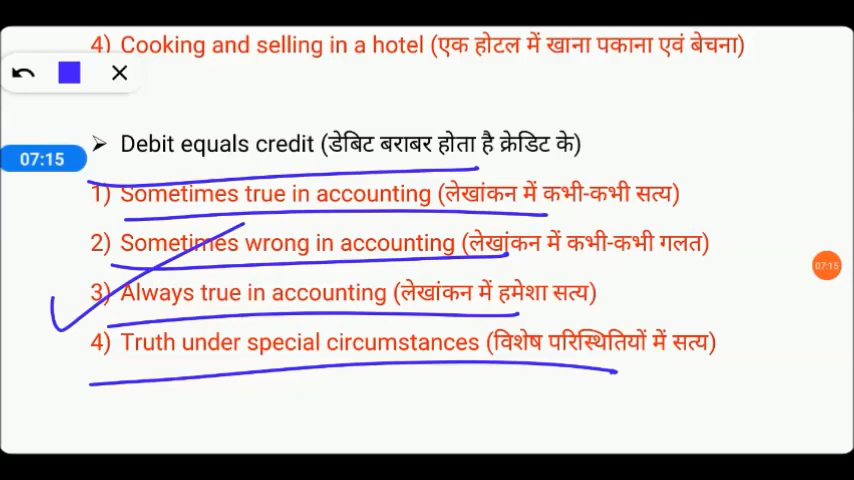 4) Cooking and selling in a hotel (एक होटल में खाना पकाना एवं बेचना)
➤ Debit equals credit (डेबिट बराबर होता है क्रेडिट के)
07:15
1) Sometimes true in accounting (लेखांकन में कभी-कभी सत्य)
2) Sometimes wrong in accounting (लेखांकन में कभी-कभी गलत)
07:15
3) Always true in accounting (लेखांकन में हमेशा सत्य)
4) Truth under special circumstances (विशेष परिस्थितियों में सत्य)